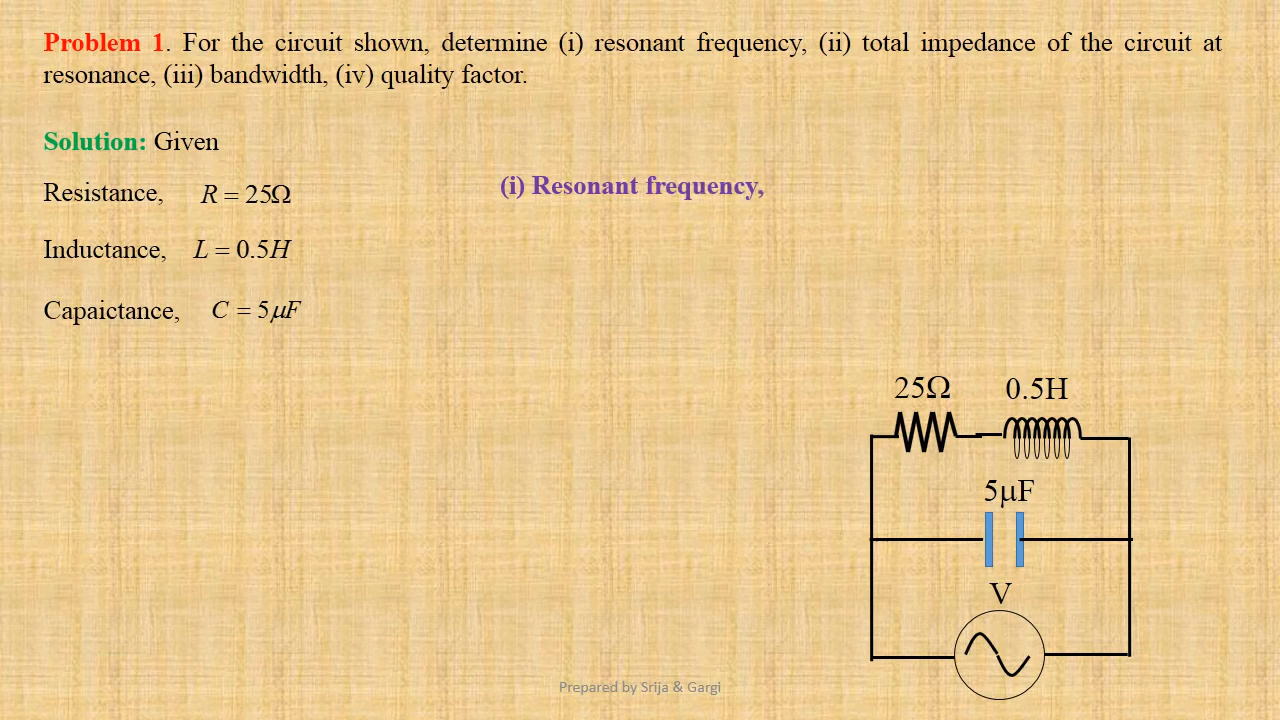 Problem 1. For the circuit shown, determine (i) resonant frequency, (ii) total impedance of the circuit at
resonance, (iii) bandwidth, (iv) quality factor.
Solution: Given
Resistance, R = 25Ω
(i) Resonant frequency,
Inductance, L = 0.5H
Capaictance, C = 5μF
25Ω 0.5H
5μF
V
Prepared by Srija & Gargi